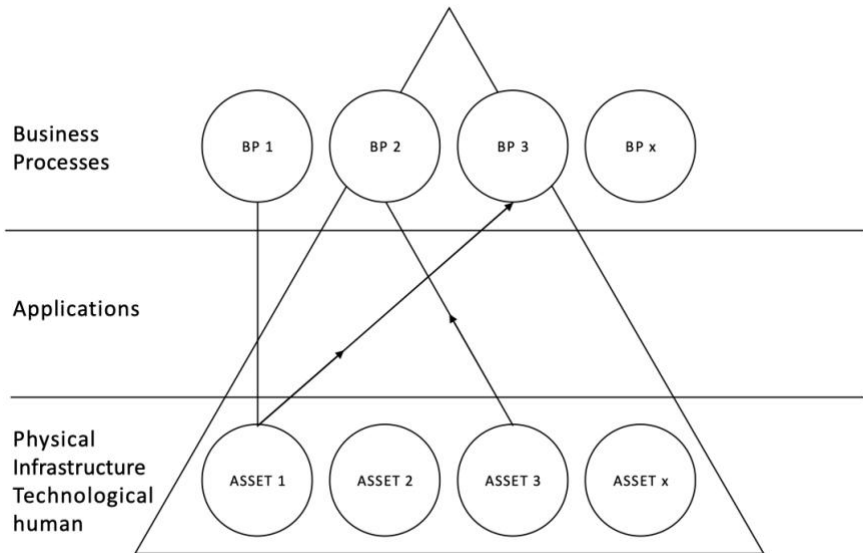 Business
Processes
BP 1
BP 2
BP 3
BP x
Applications
Physical
Infrastructure
Technological
human
ASSET 1
ASSET 2
ASSET 3
ASSET x